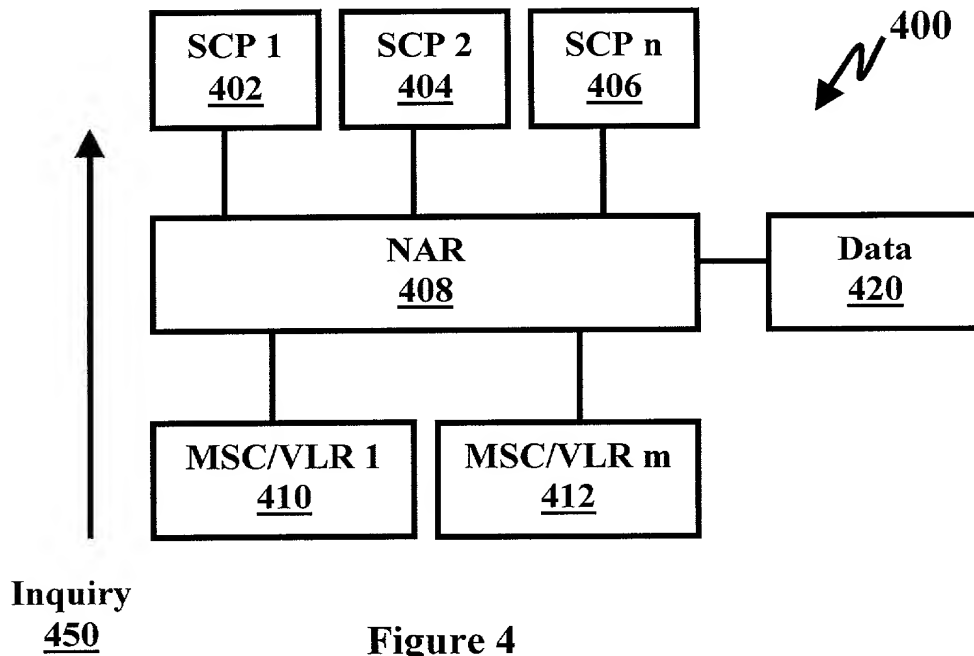 SCP 1
402
SCP 2
404
SCP n
406
400
NAR
408
Data
420
MSC/VLR 1
410
MSC/VLR m
412
Inquiry
450
Figure 4